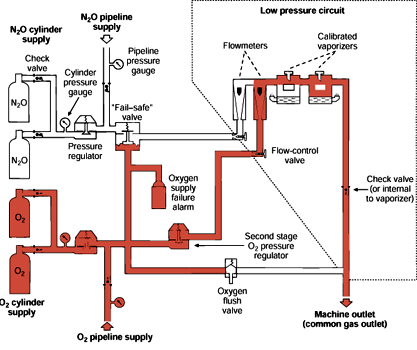 N₂O pipeline
supply
Low pressure circuit
N₂O cylinder
supply
Check
valve
Cylinder
pressure
gauge
Pipeline
pressure
gauge
"Fail–safe"
valve
Flowmeters
Calibrated
vaporizers
N₂O
N₂O
Pressure
regulator
Flow-control
valve
Oxygen
supply
failure
alarm
Check valve
(or internal
to vaporizer)
O₂
O₂
Second stage
O₂ pressure
regulator
O₂ cylinder
supply
Oxygen
flush
valve
O₂ pipeline supply
Machine outlet
(common gas outlet)